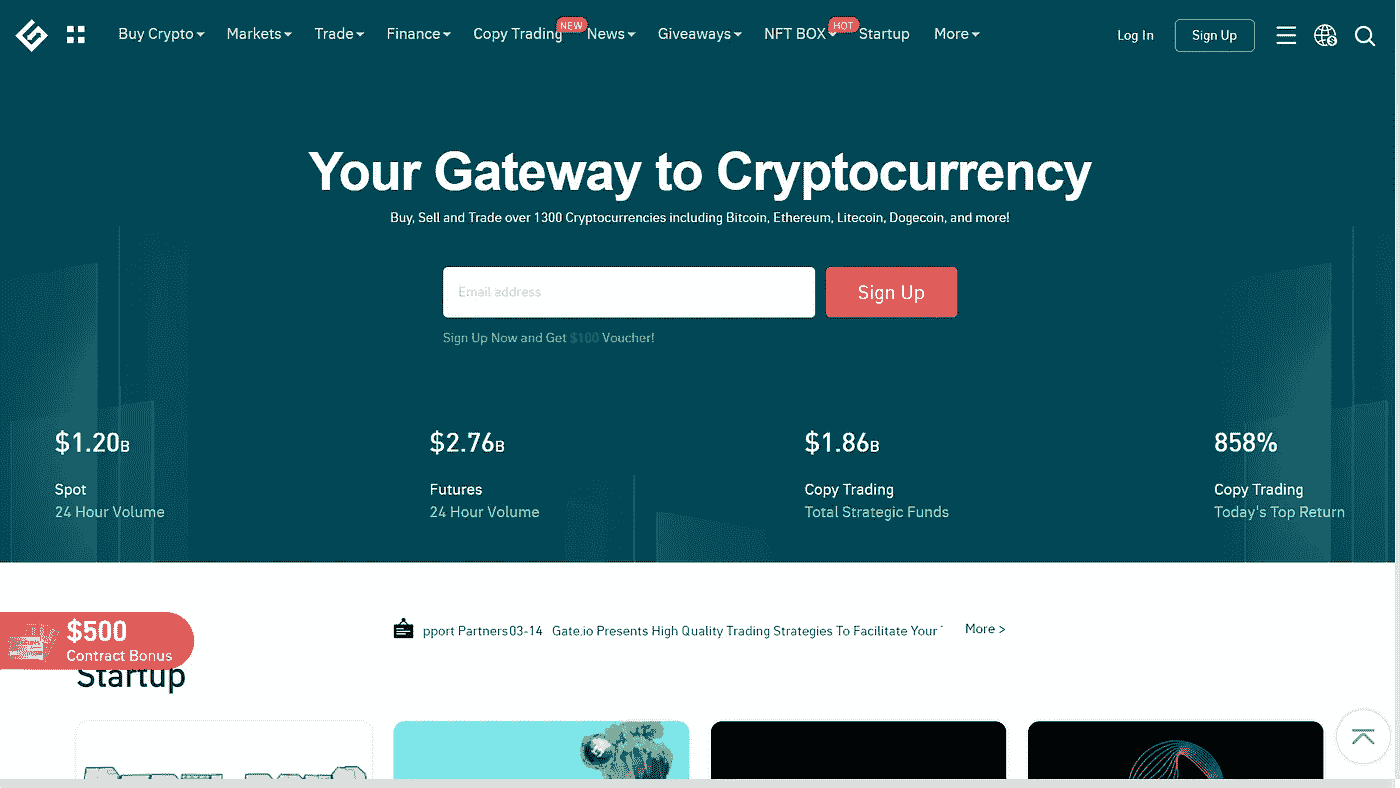 Buy Crypto Markets Trade Finance Copy Trading NEW News Giveaways NFT BOX HOT Startup More Log In Sign Up
Your Gateway to Cryptocurrency
Buy, Sell and Trade over 1300 Cryptocurrencies including Bitcoin, Ethereum, Litecoin, Dogecoin, and more!
Email address Sign Up
Sign Up Now and Get $100 Voucher!
$1.20B $2.76B $1.86B 858%
Spot Futures Copy Trading Copy Trading
24 Hour Volume 24 Hour Volume Total Strategic Funds Today's Top Return
$500
Contract Bonus
pport Partners 03-14 Gate.io Presents High Quality Trading Strategies To Facilitate Your More >
Startup